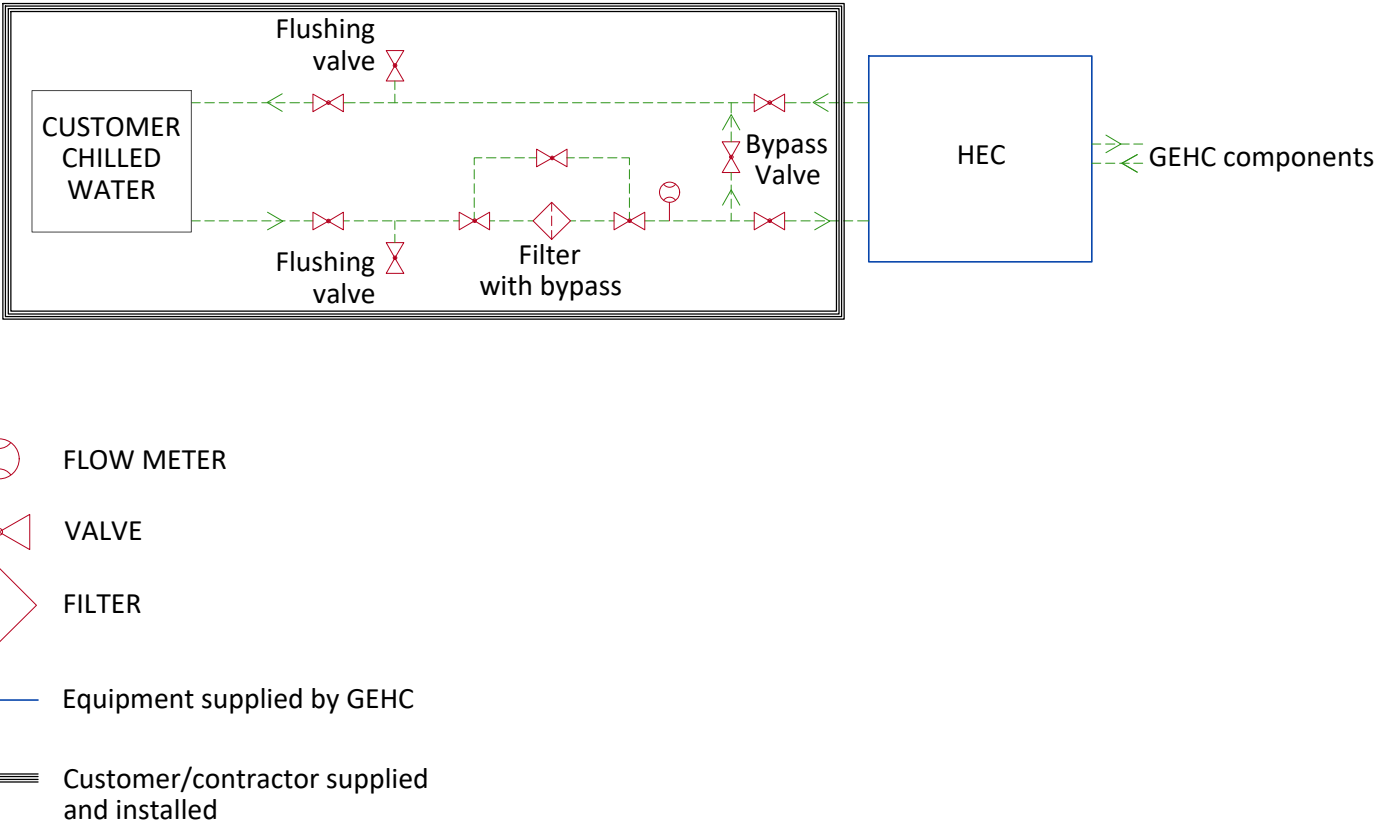 Flushing
valve
CUSTOMER
CHILLED
WATER
Bypass
Valve
HEC
GEHC components
Flushing
valve
Filter
with bypass
FLOW METER
VALVE
FILTER
Equipment supplied by GEHC
Customer/contractor supplied
and installed